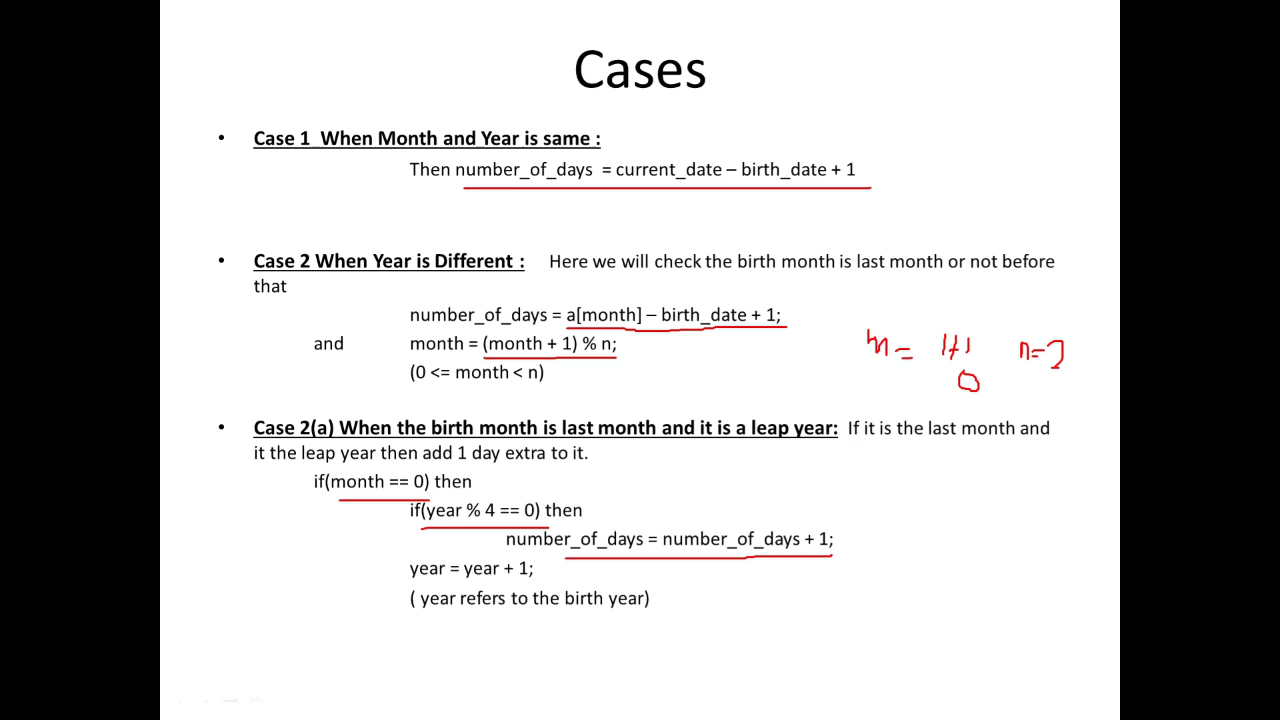 Cases
• Case 1 When Month and Year is same :
Then number_of_days = current_date – birth_date + 1
• Case 2 When Year is Different : Here we will check the birth month is last month or not before
that
number_of_days = a[month] – birth_date + 1;
and month = (month + 1) % n;
(0 <= month < n)
m = 1+1 n=2
0
• Case 2(a) When the birth month is last month and it is a leap year: If it is the last month and
it the leap year then add 1 day extra to it.
if(month == 0) then
if(year % 4 == 0) then
number_of_days = number_of_days + 1;
year = year + 1;
( year refers to the birth year)